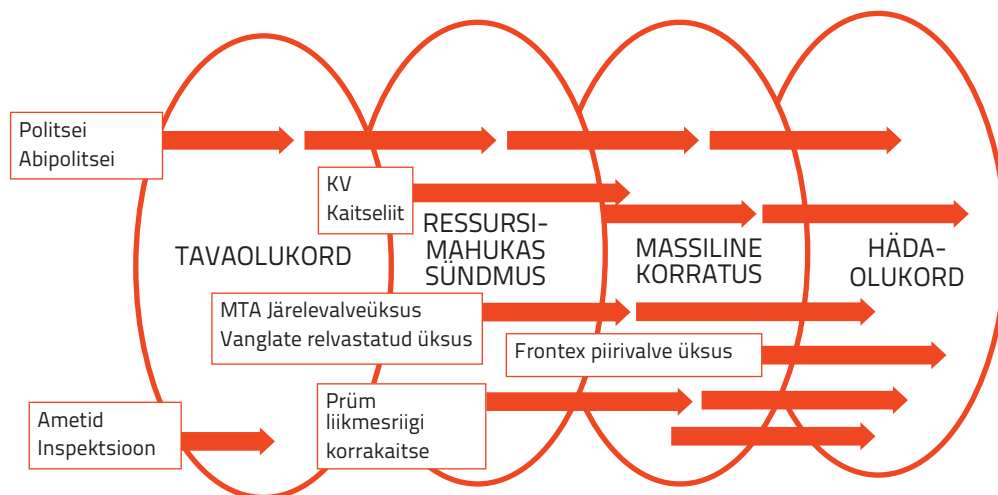 Politsei
Abipolitsei
KV
Kaitseliit
TAVAOLUKORD
RESSURSI-
MAHUKAS
SÜNDMUS
MASSILINE
KORRATUS
HÄDA-
OLUKORD
MTA Järelevalveüksus
Vanglate relvastatud üksus
Frontex piirivalve üksus
Prüm
liikmesriigi
korrakaitse
Ametid
Inspektsioon